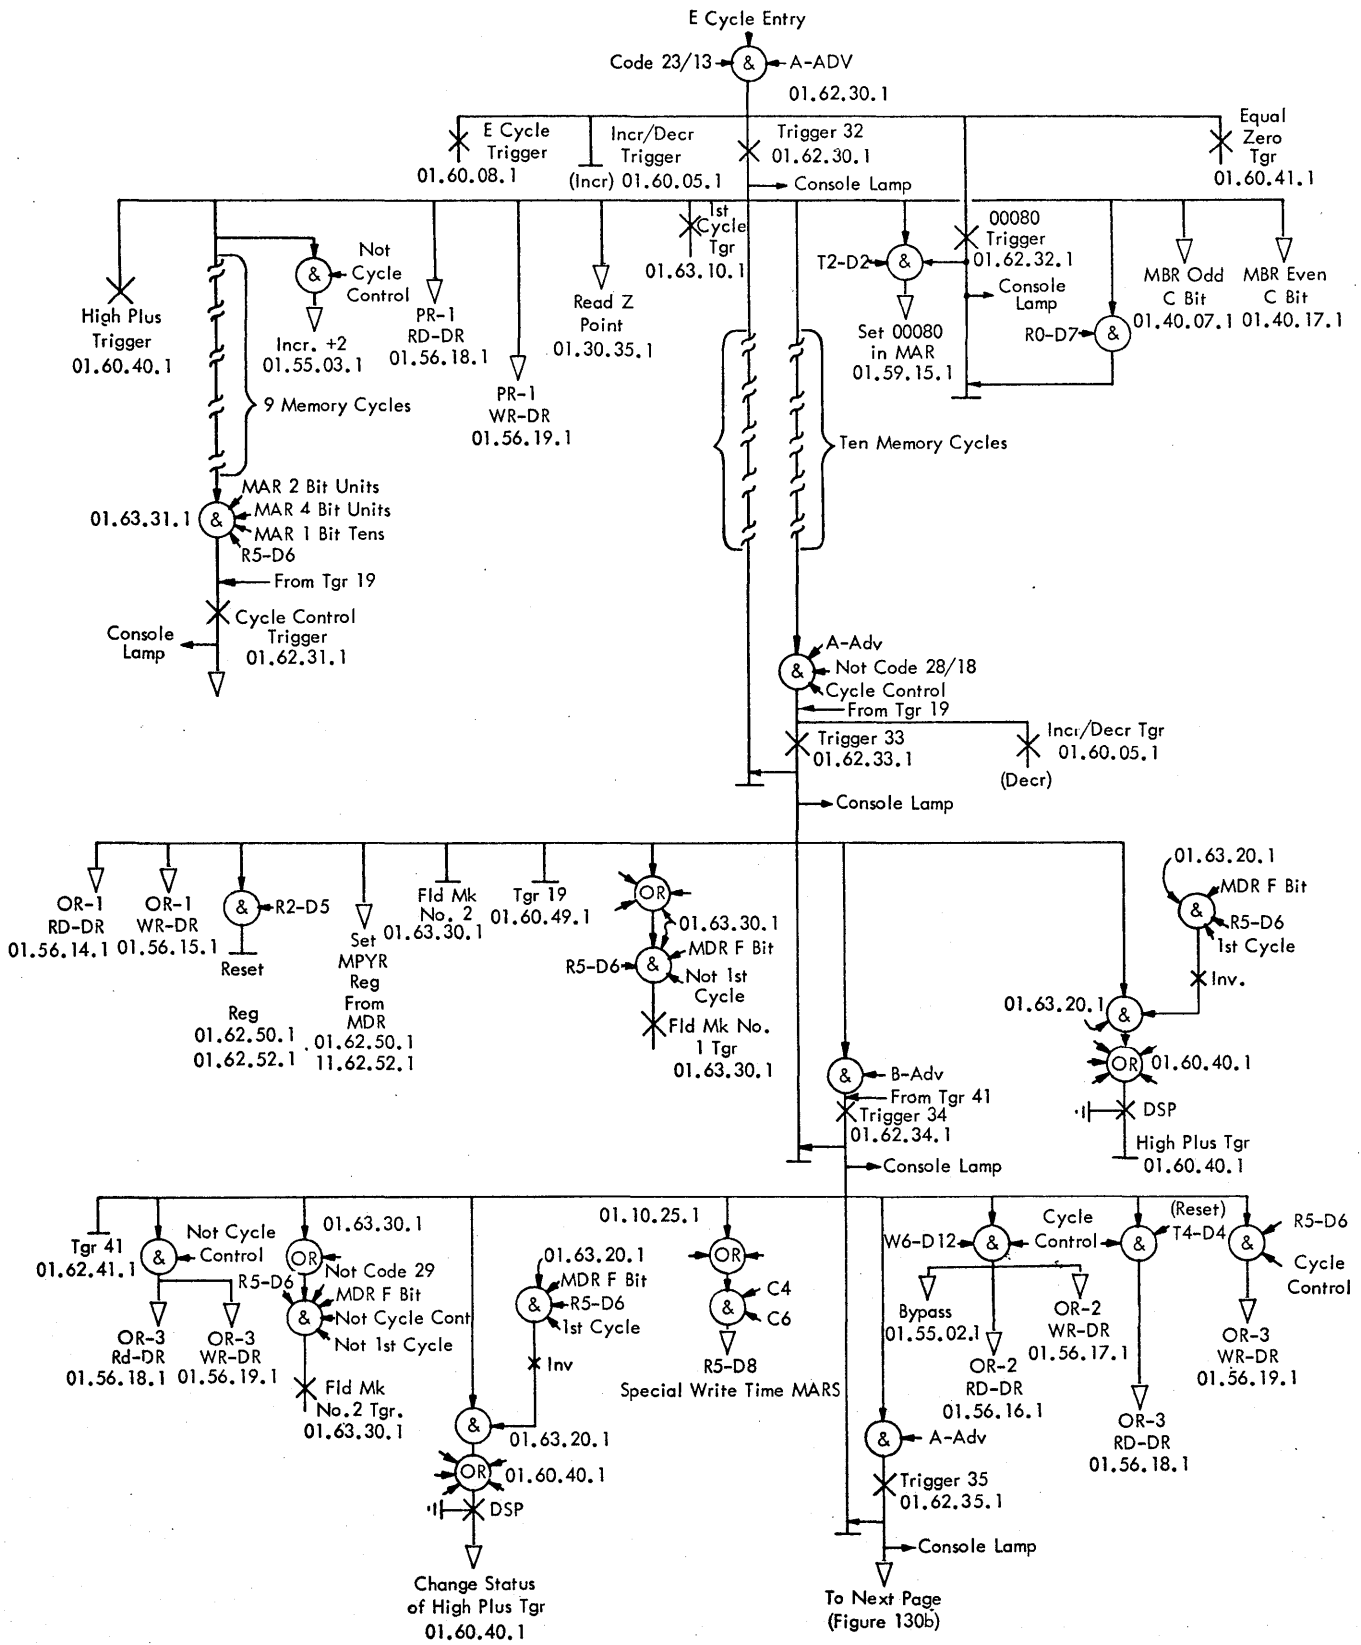 E Cycle Entry
Code 23/13
&
A-ADV
01.62.30.1
E Cycle
Trigger
01.60.08.1
Incr/Decr
Trigger
(Incr) 01.60.05.1
Trigger 32
01.62.30.1
Console Lamp
Equal
Zero
Tgr
01.60.41.1
High Plus
Trigger
01.60.40.1
&
Not
Cycle
Control
Incr. +2
01.55.03.1
PR-1
RD-DR
01.56.18.1
PR-1
WR-DR
01.56.19.1
Read Z
Point
01.30.35.1
1st
Cycle
Tgr
01.63.10.1
T2-D2
&
Set 00080
in MAR
01.59.15.1
00080
Trigger
01.62.32.1
Console
Lamp
R0-D7
&
MBR Odd
C Bit
01.40.07.1
MBR Even
C Bit
01.40.17.1
9 Memory Cycles
Ten Memory Cycles
01.63.31.1
&
MAR 2 Bit Units
MAR 4 Bit Units
MAR 1 Bit Tens
R5-D6
From Tgr 19
Cycle Control
Trigger
01.62.31.1
Console
Lamp
A-Adv
&
Not Code 28/18
Cycle Control
From Tgr 19
Trigger 33
01.62.33.1
Incr/Decr Tgr
01.60.05.1
(Decr)
Console Lamp
OR-1
RD-DR
01.56.14.1
OR-1
WR-DR
01.56.15.1
&
R2-D5
Reset
Reg
01.62.50.1
01.62.52.1
Set
MPYR
Reg
From
MDR
01.62.50.1
11.62.52.1
Fld Mk
No. 2
01.63.30.1
Tgr 19
01.60.49.1
OR
01.63.30.1
R5-D6
&
MDR F Bit
Not 1st
Cycle
Fld Mk No.
1 Tgr
01.63.30.1
01.63.20.1
&
MDR F Bit
R5-D6
1st Cycle
Inv.
01.63.20.1
&
OR
01.60.40.1
DSP
High Plus Tgr
01.60.40.1
&
B-Adv
From Tgr 41
Trigger 34
01.62.34.1
Console Lamp
Tgr 41
01.62.41.1
&
Not Cycle
Control
OR-3
Rd-DR
01.56.18.1
OR-3
WR-DR
01.56.19.1
01.63.30.1
OR
R5-D6
Not Code 29
MDR F Bit
&
Not Cycle Cont
Not 1st Cycle
Fld Mk
No.2 Tgr.
01.63.30.1
01.63.20.1
MDR F Bit
&
R5-D6
1st Cycle
Inv
&
01.63.20.1
OR
01.60.40.1
DSP
Change Status
of High Plus Tgr
01.60.40.1
01.10.25.1
OR
C4
&
C6
R5-D8
Special Write Time MARS
W6-D12
&
Cycle
Control
Bypass
01.55.02.1
OR-2
RD-DR
01.56.16.1
OR-2
WR-DR
01.56.17.1
(Reset)
T4-D4
&
OR-3
RD-DR
01.56.18.1
R5-D6
&
Cycle
Control
OR-3
WR-DR
01.56.19.1
&
A-Adv
Trigger 35
01.62.35.1
Console Lamp
To Next Page
(Figure 130b)